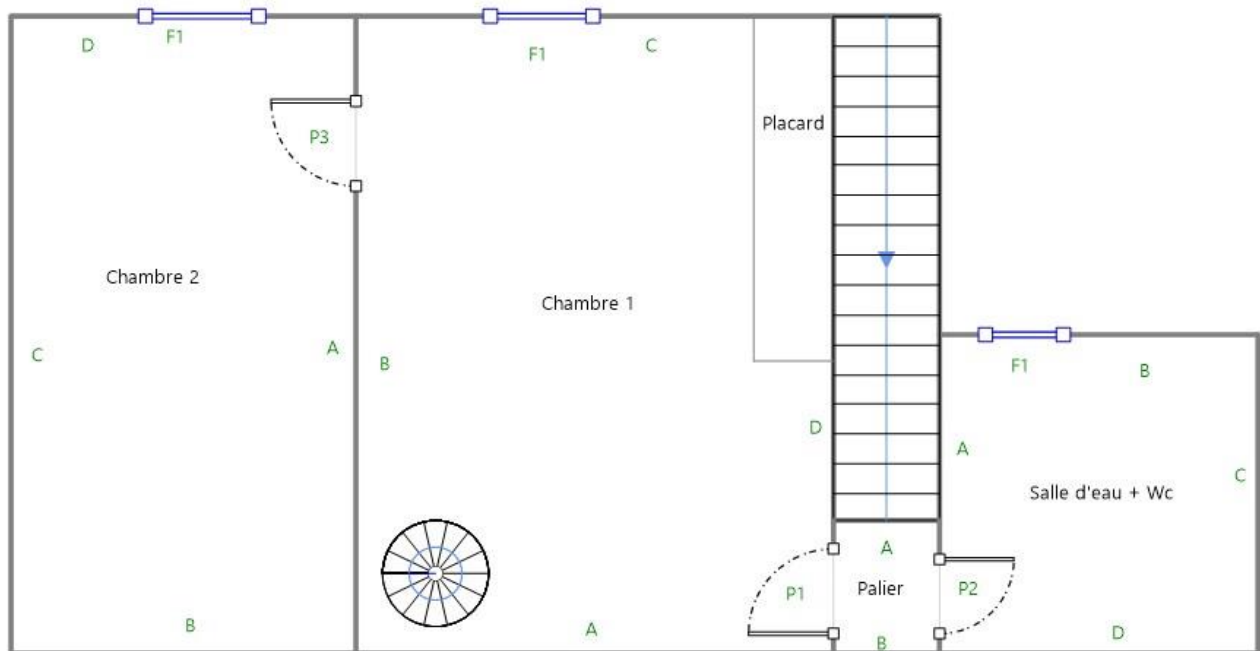 D
F1
F1
C
P3
Placard
Chambre 2
Chambre 1
C
A
B
F1
B
D
A
C
Salle d'eau + Wc
A
P1
Palier
P2
B
A
B
D